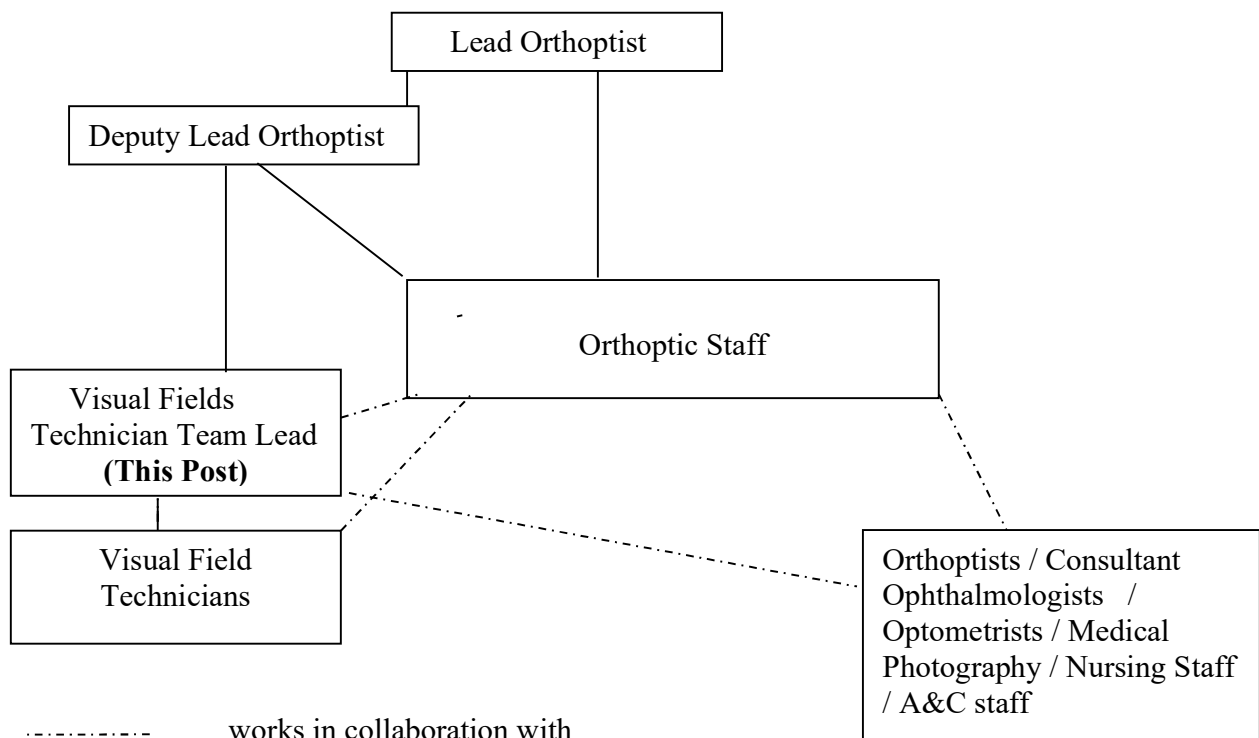 Lead Orthoptist
Deputy Lead Orthoptist
Orthoptic Staff
Visual Fields
Technician Team Lead
(This Post)
Visual Field
Technicians
Orthoptists / Consultant
Ophthalmologists /
Optometrists / Medical
Photography / Nursing Staff
/ A&C staff
works in collaboration with